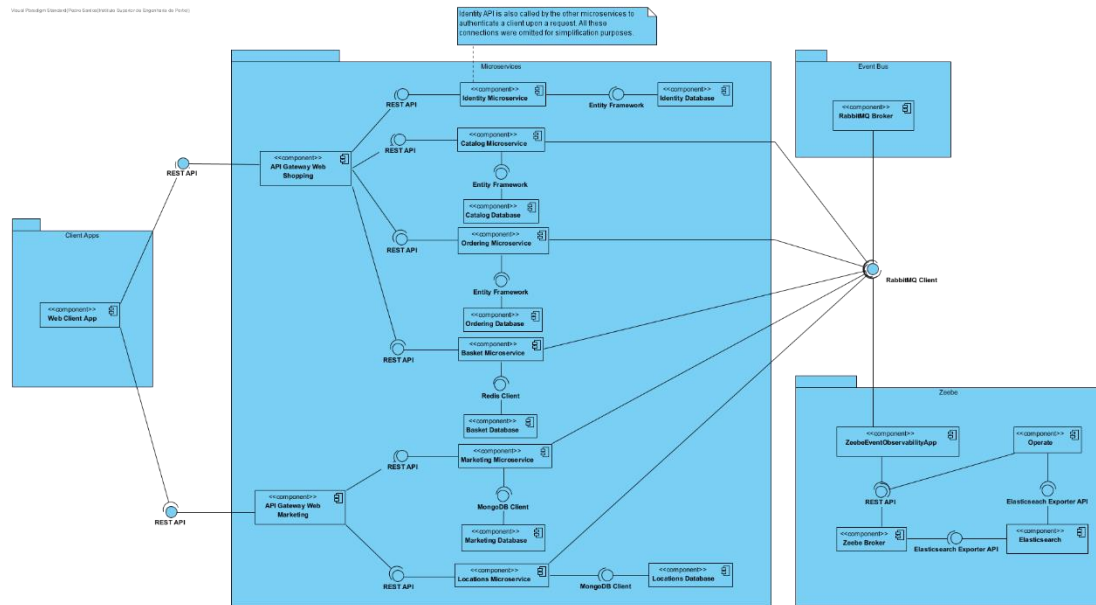 Visual Paradigm Standard(Pedro Santos(Instituto Superior de Engenharia do Porto))
Identity API is also called by the other microservices to
authenticate a client upon a request. All these
connections were omitted for simplification purposes.
Microservices
Event Bus
<<component>>
Identity Microservice
REST API
Entity Framework
<<component>>
Identity Database
<<component>>
RabbitMQ Broker
<<component>>
Catalog Microservice
REST API
<<component>>
API Gateway Web
Shopping
REST API
Entity Framework
<<component>>
Catalog Database
Client Apps
<<component>>
Ordering Microservice
REST API
RabbitMQ Client
Entity Framework
<<component>>
Web Client App
<<component>>
Ordering Database
<<component>>
Basket Microservice
REST API
Redis Client
Zeebe
<<component>>
Basket Database
<<component>>
ZeebeEventObservabilityApp
<<component>>
Operate
<<component>>
Marketing Microservice
REST API
<<component>>
API Gateway Web
Marketing
REST API
MongoDB Client
REST API
Elasticsearch Exporter API
<<component>>
Marketing Database
<<component>>
Zeebe Broker
Elasticsearch Exporter API
<<component>>
Elasticsearch
<<component>>
Locations Microservice
REST API
MongoDB Client
<<component>>
Locations Database